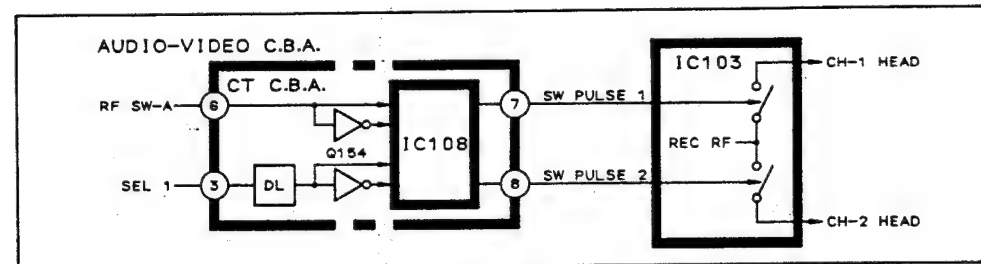 AUDIO-VIDEO C.B.A.
CT C.B.A.
RF SW-A
6
IC108
7
SW PULSE 1
IC103
CH-1 HEAD
Q154
REC RF
SEL 1
3
DL
8
SW PULSE 2
CH-2 HEAD